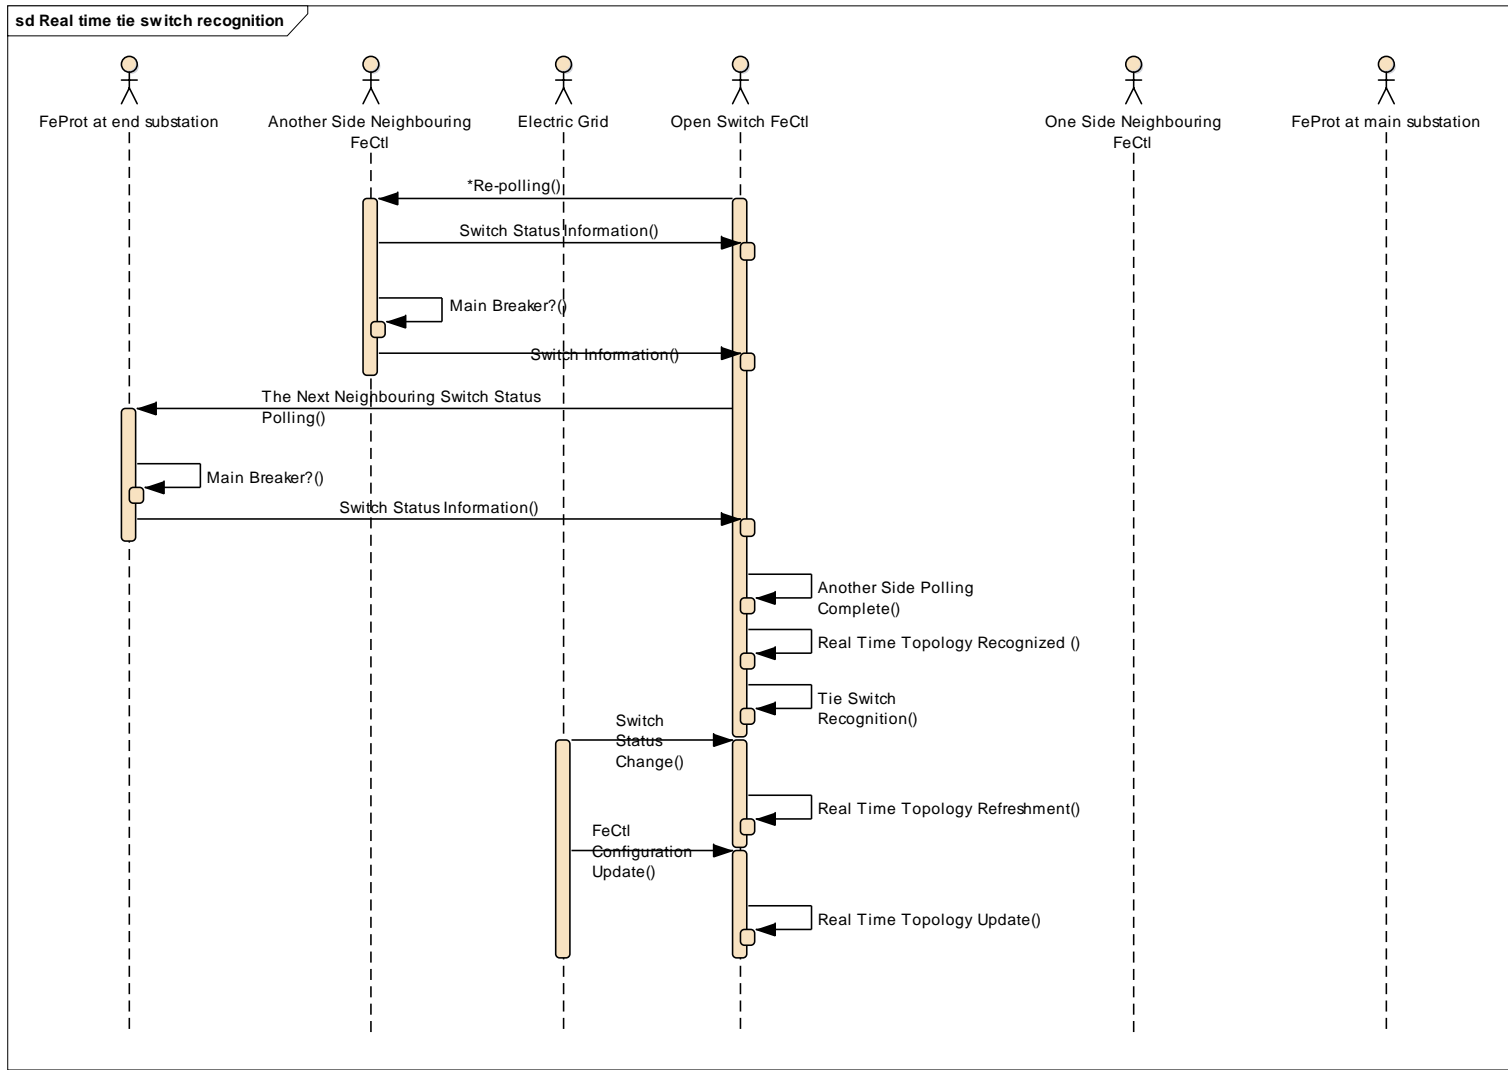 sd Real time tie switch recognition
FeProt at end substation
Another Side Neighbouring
FeCtl
Electric Grid
Open Switch FeCtl
One Side Neighbouring
FeCtl
FeProt at main substation
*Re-polling()
Switch Status Information()
Main Breaker?()
Switch Information()
The Next Neighbouring Switch Status
Polling()
Main Breaker?()
Switch Status Information()
Another Side Polling
Complete()
Real Time Topology Recognized ()
Tie Switch
Recognition()
Switch
Status
Change()
Real Time Topology Refreshment()
FeCtl
Configuration
Update()
Real Time Topology Update()